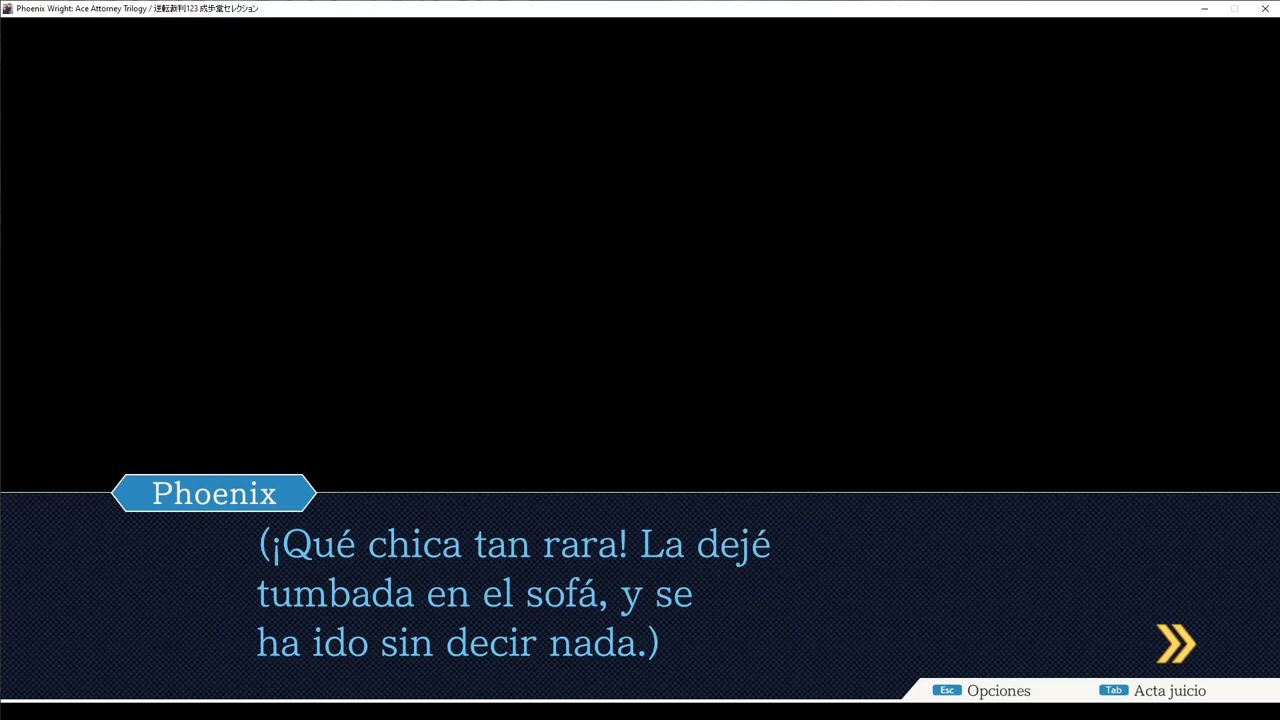 Phoenix Wright: Ace Attorney Trilogy / 逆転裁判123 成歩堂セレクション
Phoenix
(¡Qué chica tan rara! La dejé
tumbada en el sofá, y se
ha ido sin decir nada.)
Esc Opciones Tab Acta juicio